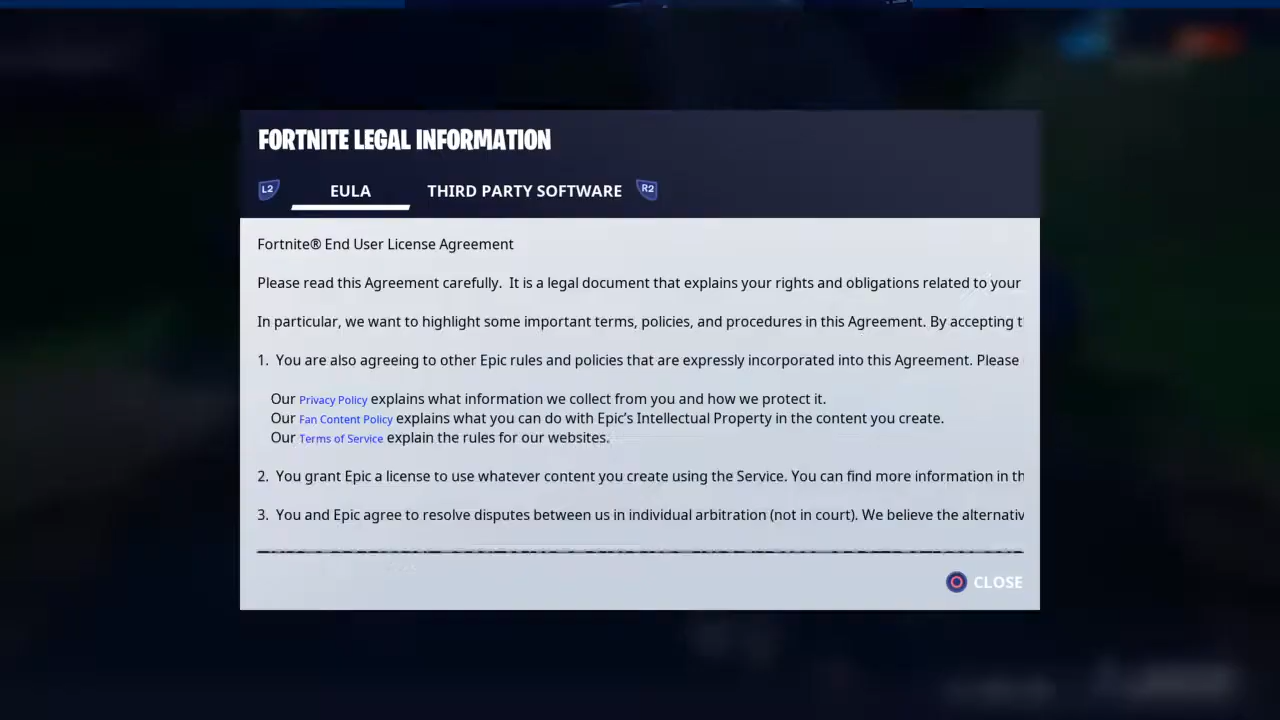 FORTNITE LEGAL INFORMATION
L2 EULA THIRD PARTY SOFTWARE R2
Fortnite® End User License Agreement
Please read this Agreement carefully.  It is a legal document that explains your rights and obligations related to your
In particular, we want to highlight some important terms, policies, and procedures in this Agreement. By accepting t
1.  You are also agreeing to other Epic rules and policies that are expressly incorporated into this Agreement. Please
Our Privacy Policy explains what information we collect from you and how we protect it.
Our Fan Content Policy explains what you can do with Epic’s Intellectual Property in the content you create.
Our Terms of Service explain the rules for our websites.
2.  You grant Epic a license to use whatever content you create using the Service. You can find more information in th
3.  You and Epic agree to resolve disputes between us in individual arbitration (not in court). We believe the alternativ
CLOSE